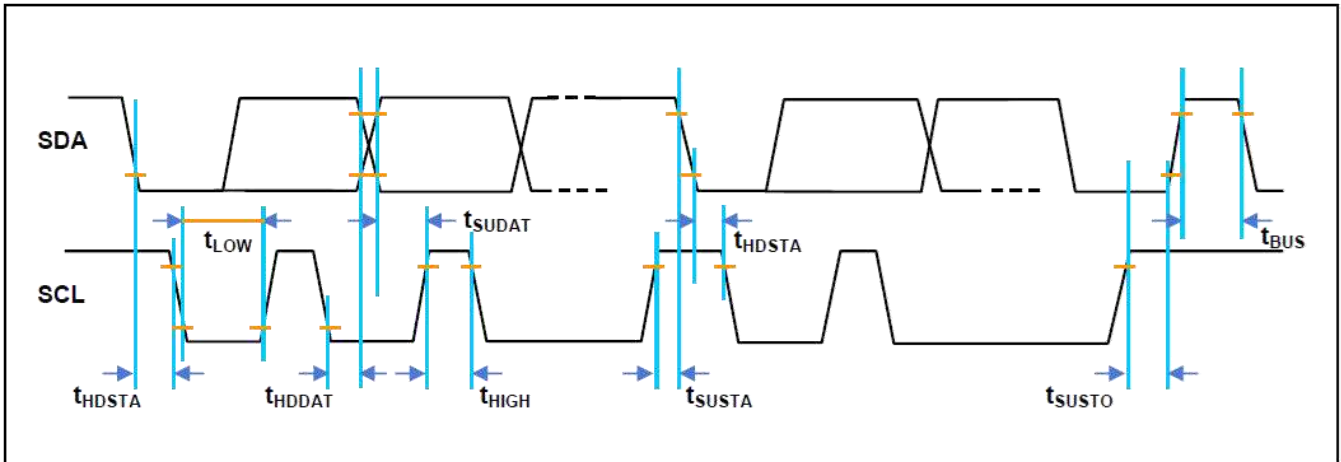 SDA
tSUDAT
tLOW
tHDSTA
tBUS
SCL
tHDSTA
tHDDAT
tHIGH
tSUSTA
tSUSTO